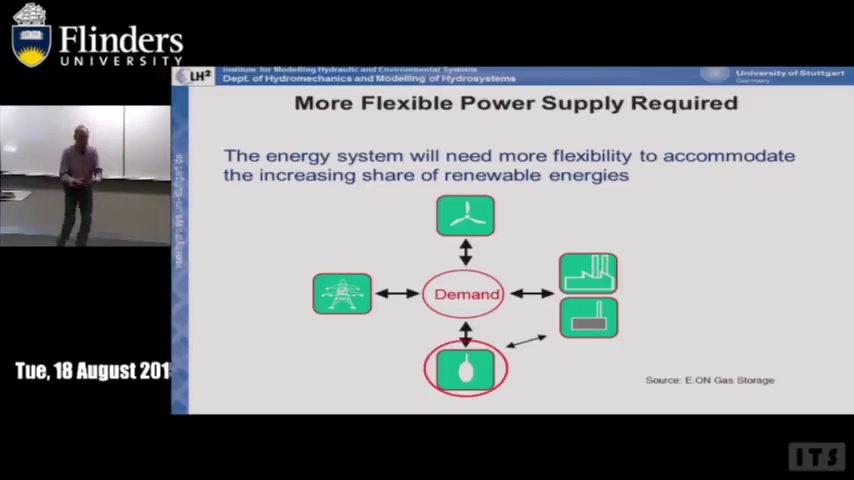 Flinders
UNIVERSITY
LH²
Institute for Modelling Hydraulic and Environmental Systems
Dept. of Hydromechanics and Modelling of Hydrosystems
University of Stuttgart
Germany
More Flexible Power Supply Required
The energy system will need more flexibility to accommodate
the increasing share of renewable energies
Demand
Source: E.ON Gas Storage
Tue, 18 August 201
ITS